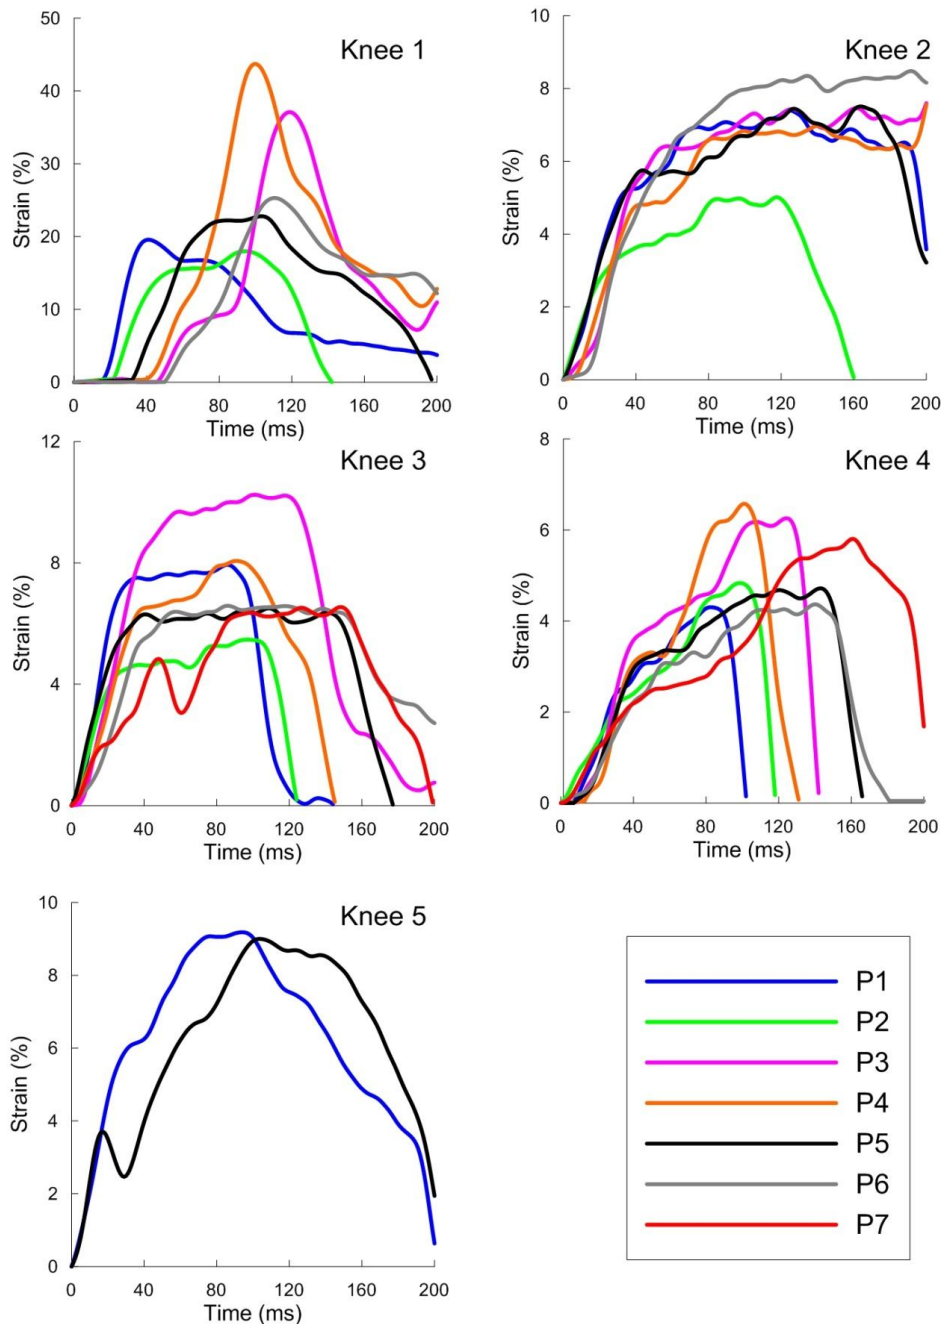 Knee 1
Strain (%)
50
40
30
20
10
0
0 40 80 120 160 200
Time (ms)
Knee 2
Strain (%)
10
8
6
4
2
0
0 40 80 120 160 200
Time (ms)
Knee 3
Strain (%)
12
8
4
0
0 40 80 120 160 200
Time (ms)
Knee 4
Strain (%)
8
6
4
2
0
0 40 80 120 160 200
Time (ms)
Knee 5
Strain (%)
10
8
6
4
2
0
0 40 80 120 160 200
Time (ms)
P1
P2
P3
P4
P5
P6
P7